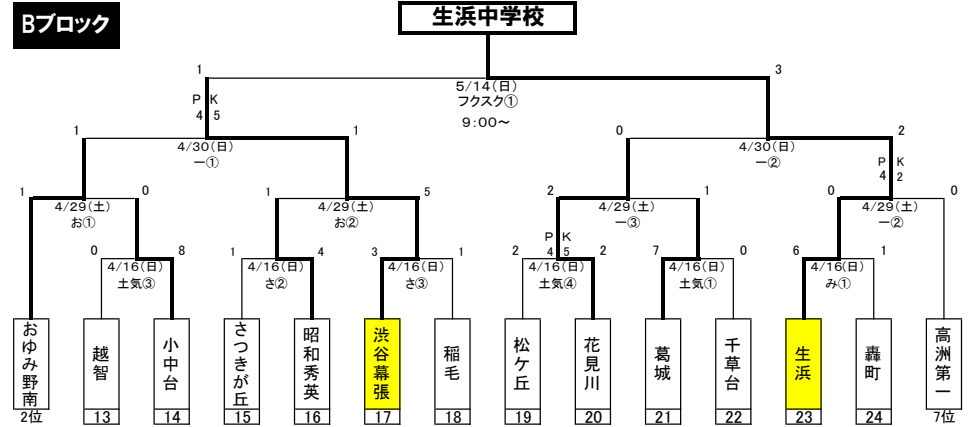 Bブロック
生浜中学校
1 3
5/14(日)
フクスク①
9:00～
P K
4 5
1 1 0 2
4/30(日) 4/30(日)
一① 一②
P K
4 2
1 0 1 5 2 1 0 0
4/29(土) 4/29(土) 4/29(土) 4/29(土)
お① お② 一③ 一②
P K
4 5
0 8 1 4 3 1 2 2 7 0 6 1
4/16(日) 4/16(日) 4/16(日) 4/16(日) 4/16(日) 4/16(日)
土気③ さ② さ③ 土気④ 土気① み①
おゆみ野南 越智 小中台 さつきが丘 昭和秀英 渋谷幕張 稲毛 松ケ丘 花見川 葛城 千草台 生浜 轟町 高洲第一
2位 13 14 15 16 17 18 19 20 21 22 23 24 7位